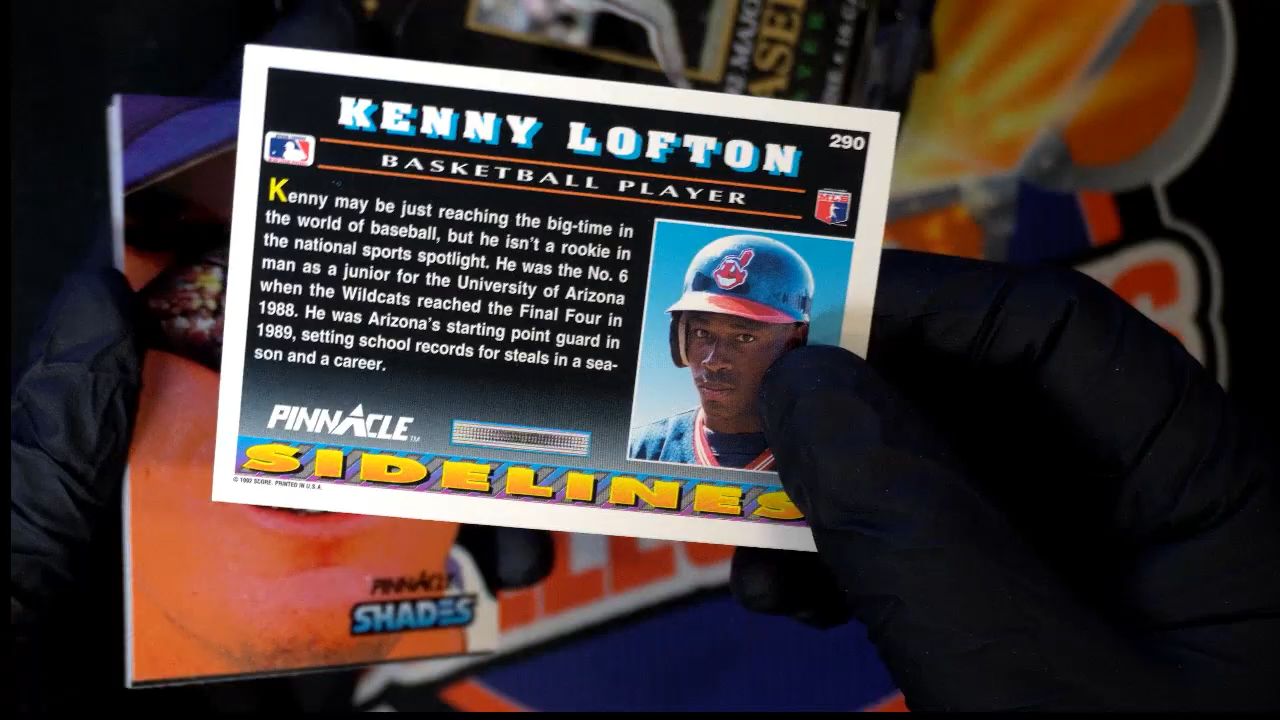 KENNY LOFTON
290
BASKETBALL PLAYER
Kenny may be just reaching the big-time in
the world of baseball, but he isn't a rookie in
the national sports spotlight. He was the No. 6
man as a junior for the University of Arizona
when the Wildcats reached the Final Four in
1988. He was Arizona's starting point guard in
1989, setting school records for steals in a sea-
son and a career.
PINNACLE™
SIDELINES
© 1992 SCORE. PRINTED IN U.S.A.
PINNACLE
SHADES